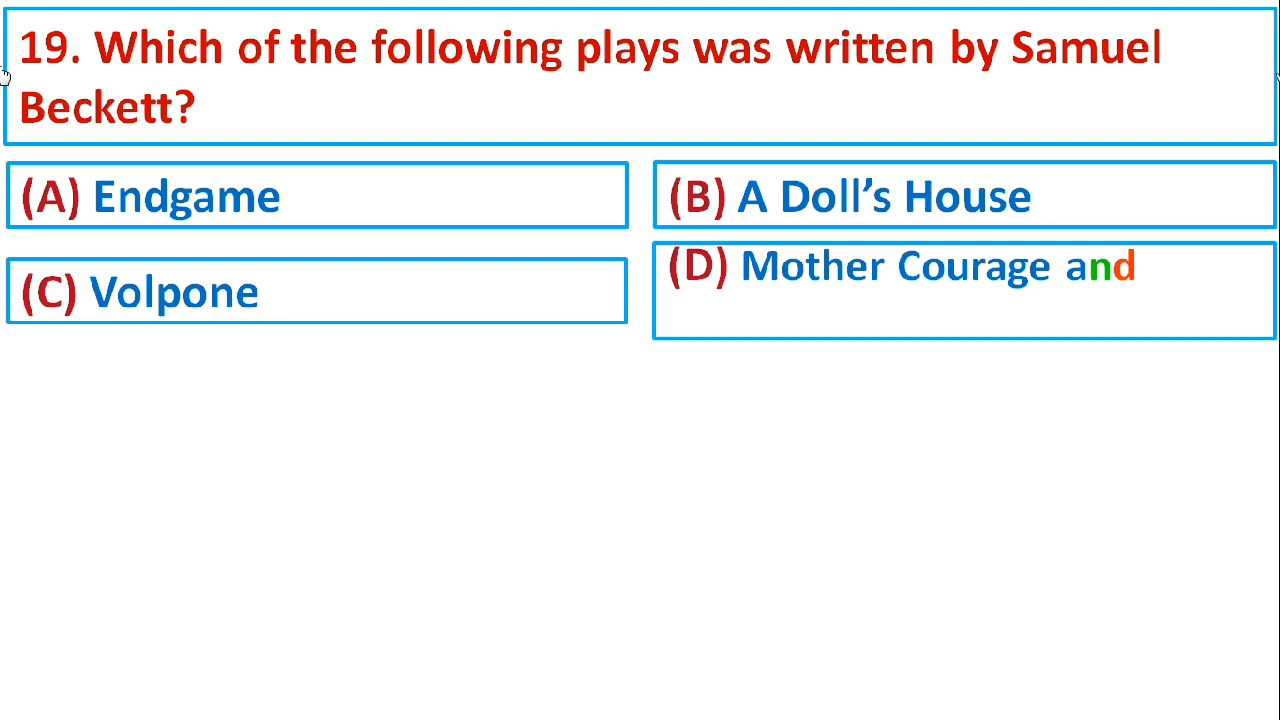 19. Which of the following plays was written by Samuel
Beckett?
(A) Endgame
(B) A Doll’s House
(C) Volpone
(D) Mother Courage and